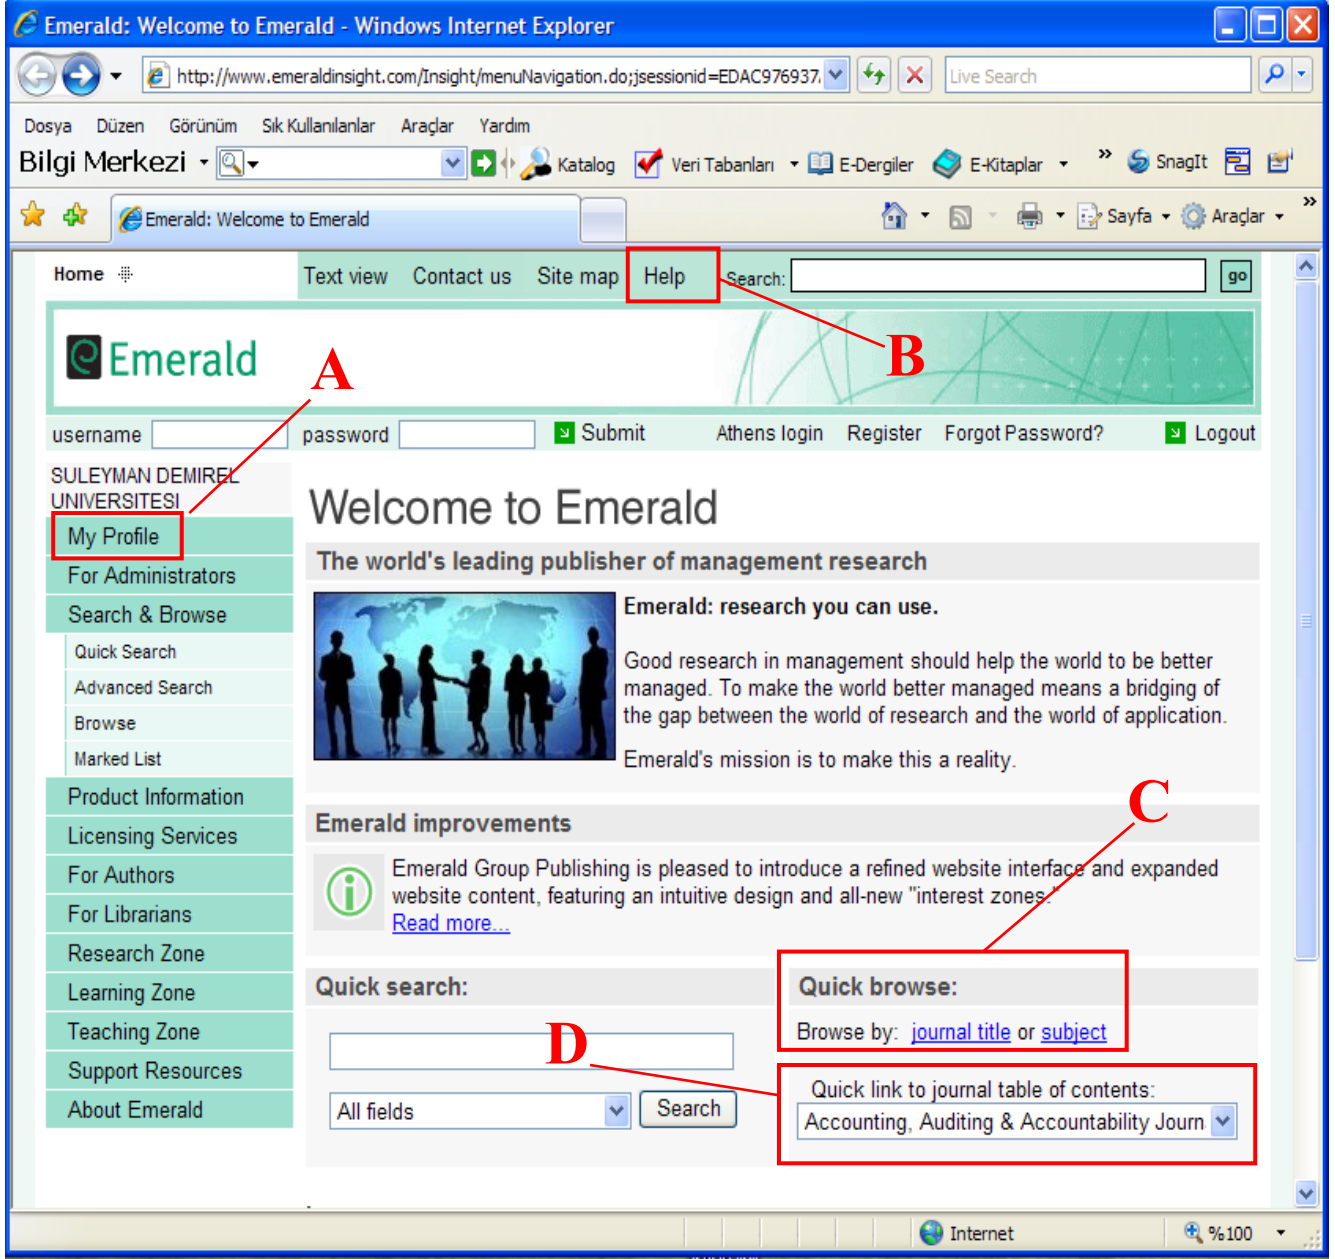 Emerald: Welcome to Emerald - Windows Internet Explorer
http://www.emeraldinsight.com/Insight/menuNavigation.do;jsessionid=EDAC976937. Live Search
Dosya Düzen Görünüm Sık Kullanılanlar Araçlar Yardım
Bilgi Merkezi Katalog Veri Tabanları E-Dergiler E-Kitaplar » SnagIt
Emerald: Welcome to Emerald Sayfa Araçlar »
Home Text view Contact us Site map Help Search: go
Emerald
A
B
username password Submit Athens login Register Forgot Password? Logout
SULEYMAN DEMIREL
UNIVERSITESI
My Profile
For Administrators
Search & Browse
Quick Search
Advanced Search
Browse
Marked List
Product Information
Licensing Services
For Authors
For Librarians
Research Zone
Learning Zone
Teaching Zone
Support Resources
About Emerald
Welcome to Emerald
The world's leading publisher of management research
Emerald: research you can use.
Good research in management should help the world to be better
managed. To make the world better managed means a bridging of
the gap between the world of research and the world of application.
Emerald's mission is to make this a reality.
C
Emerald improvements
Emerald Group Publishing is pleased to introduce a refined website interface and expanded
website content, featuring an intuitive design and all-new "interest zones."
Read more...
Quick search:
D
All fields Search
Quick browse:
Browse by: journal title or subject
Quick link to journal table of contents:
Accounting, Auditing & Accountability Journ
Internet %100